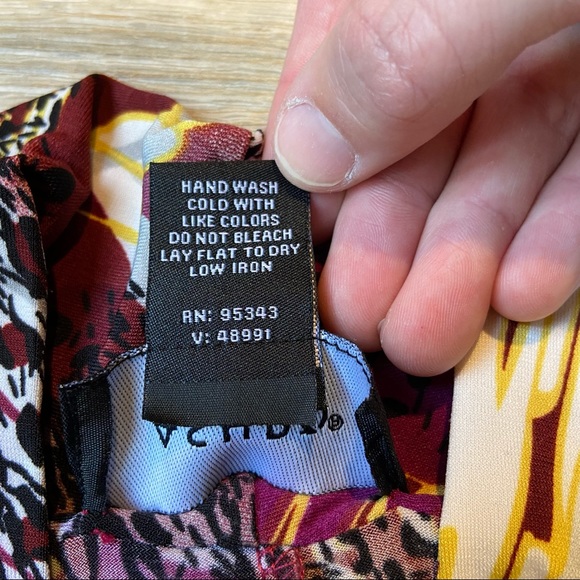 HAND WASH
COLD WITH
LIKE COLORS
DO NOT BLEACH
LAY FLAT TO DRY
LOW IRON
RN: 95343
V: 48991
®